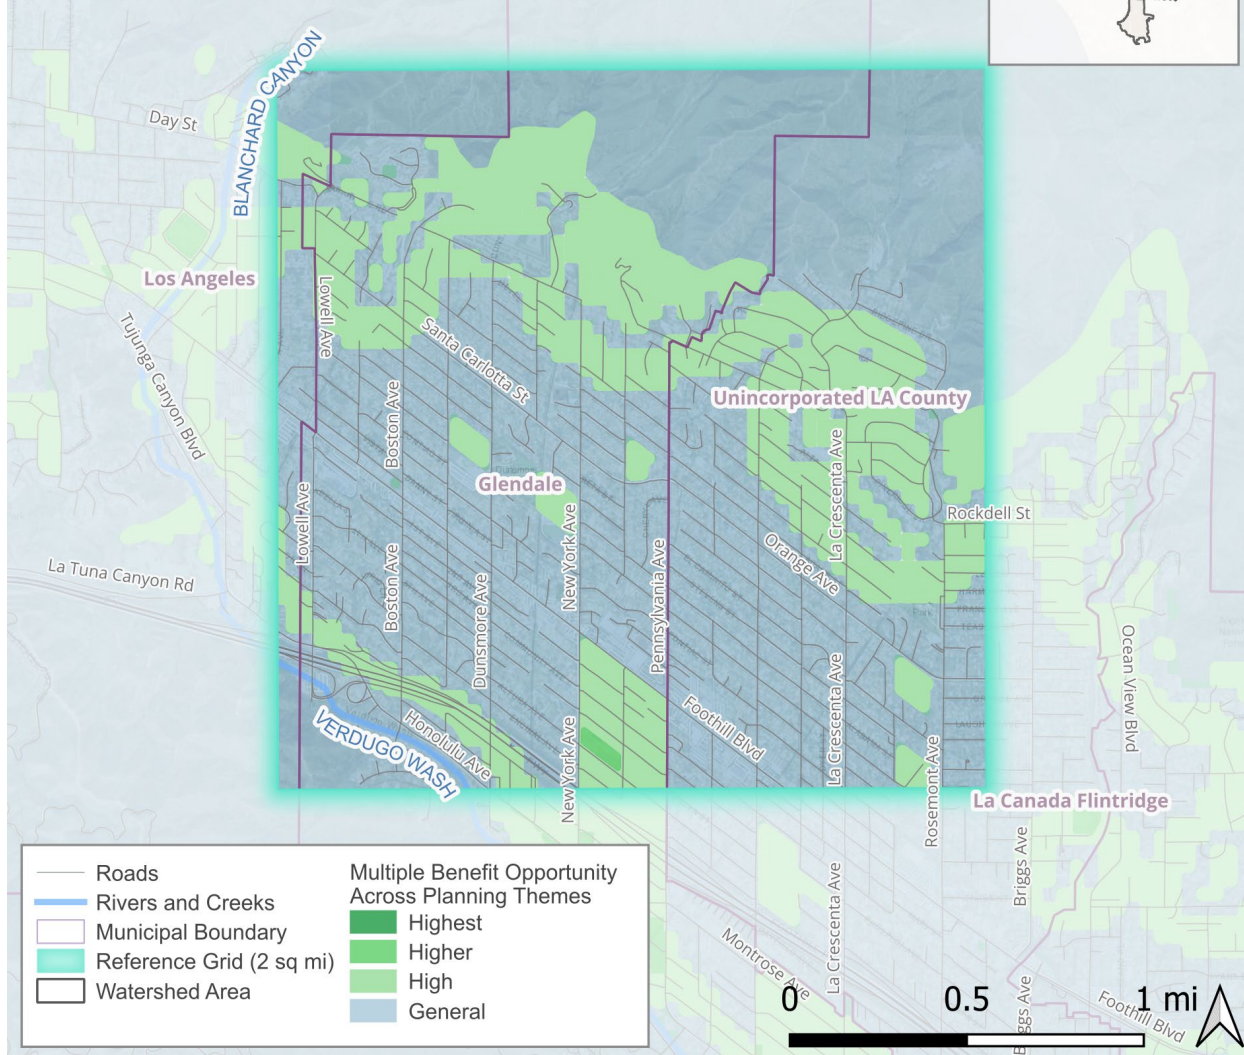 BLANCHARD CANYON
Day St
Los Angeles
Lowell Ave
Tujunga Canyon Blvd
Santa Carlotta St
Boston Ave
Unincorporated LA County
La Crescenta Ave
Glendale
Lowell Ave
New York Ave
Rockdell St
Orange Ave
La Tuna Canyon Rd
Boston Ave
Dunsmore Ave
Pennsylvania Ave
Ocean View Blvd
La Crescenta Ave
VERDUGO WASH
Honolulu Ave
New York Ave
Foothill Blvd
Rosemont Ave
La Canada Flintridge
Briggs Ave
La Crescenta Ave
Montrose Ave
Briggs Ave
Foothill Blvd
Roads
Rivers and Creeks
Municipal Boundary
Reference Grid (2 sq mi)
Watershed Area
Multiple Benefit Opportunity
Across Planning Themes
Highest
Higher
High
General
0 0.5 1 mi